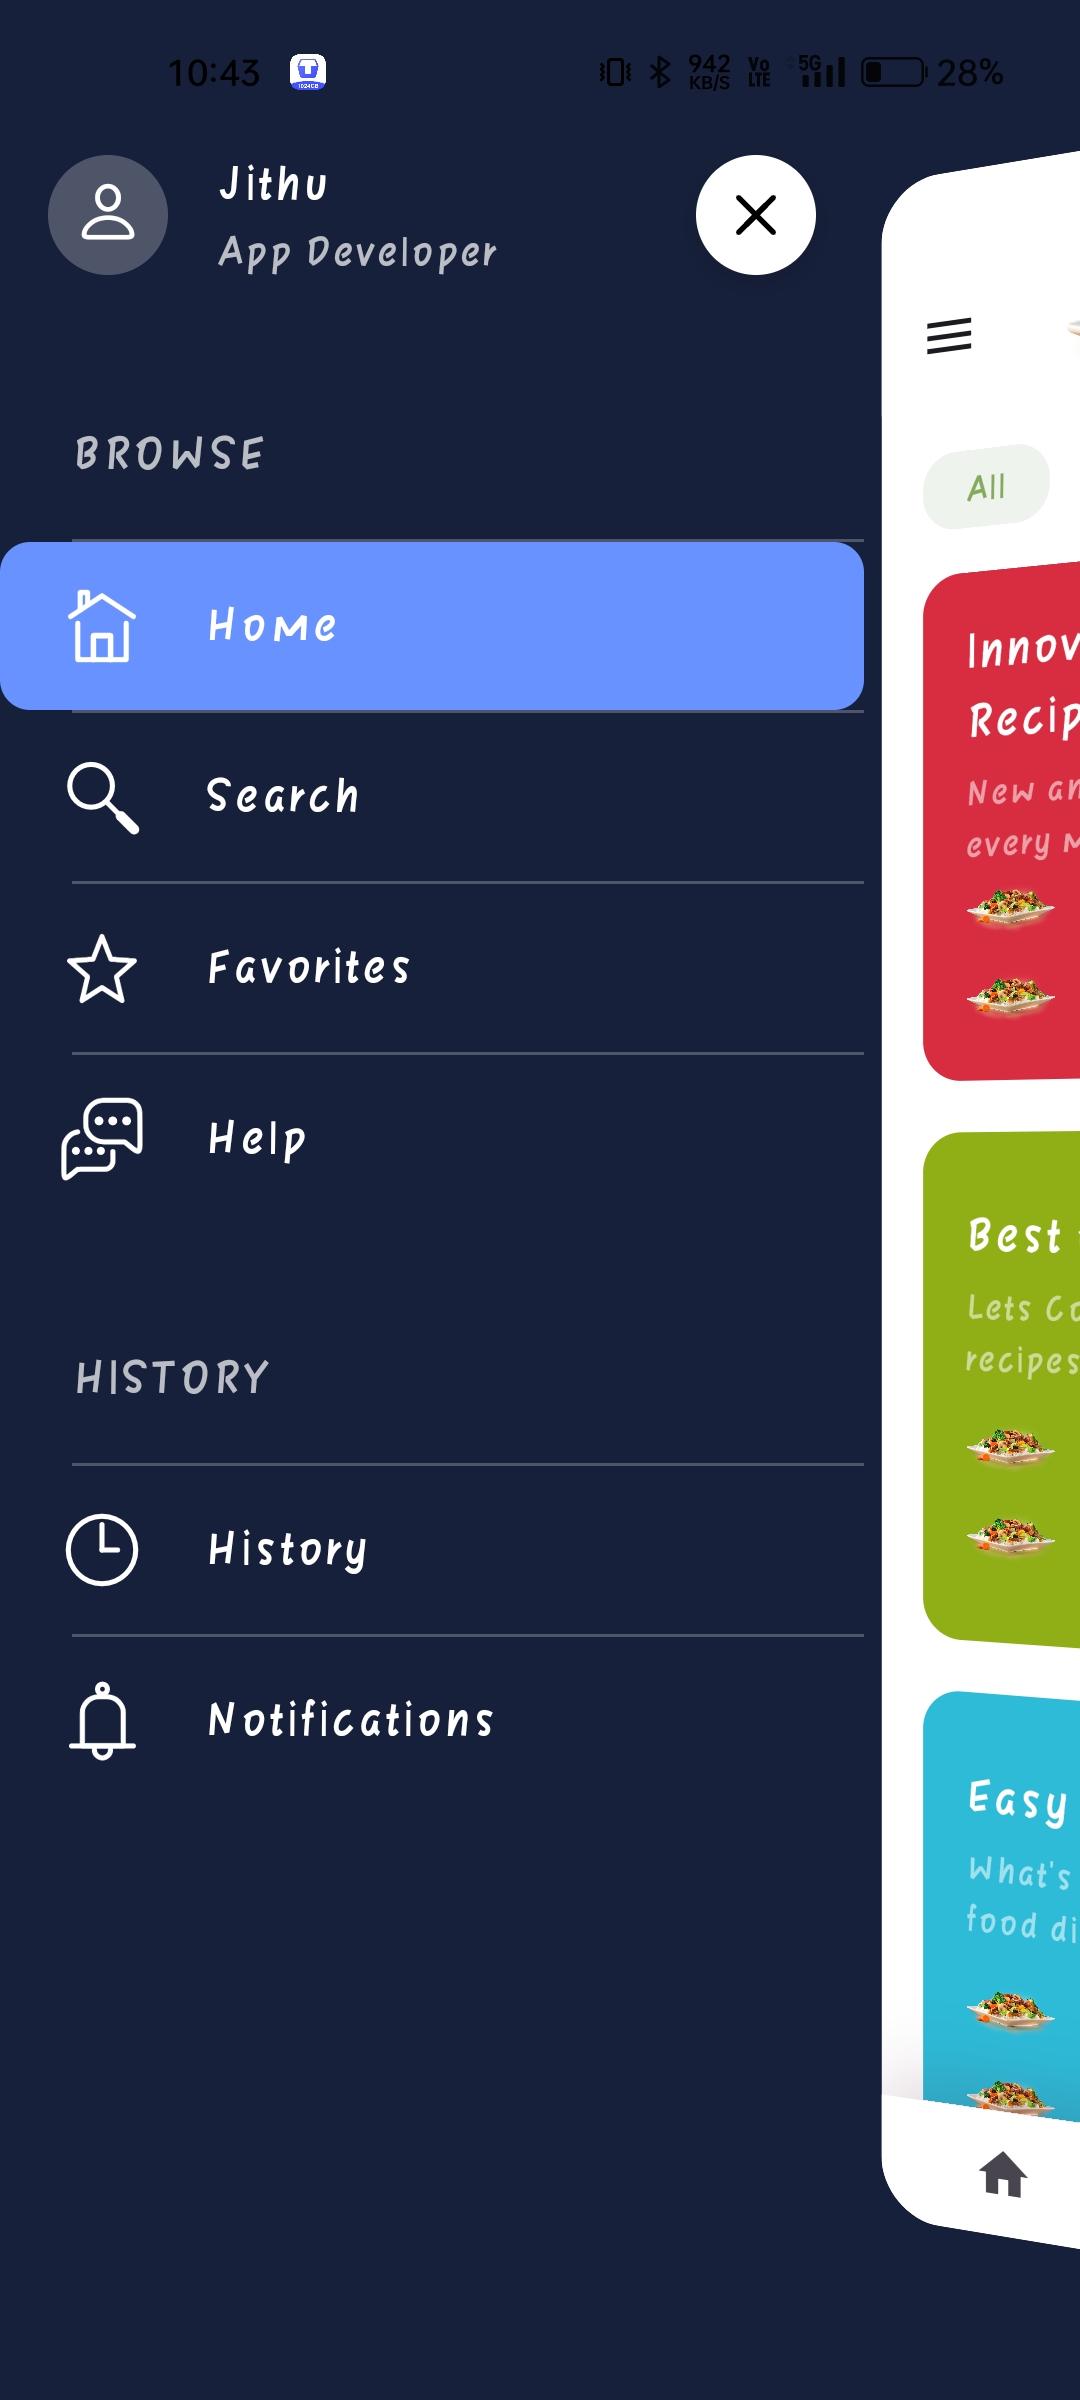 10:43
942 KB/S Vo LTE 5G 28%
Jithu
App Developer
BROWSE
Home
Search
Favorites
Help
HISTORY
History
Notifications
All
Innov
Recip
New an
every m
Best
Lets Co
recipes
Easy
What's
food di